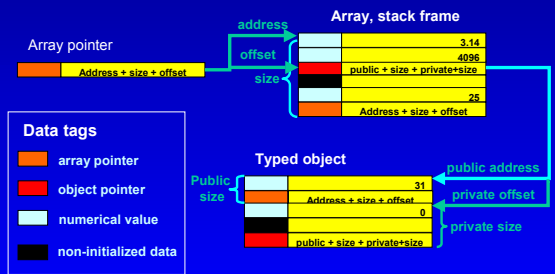 Array, stack frame
address
Array pointer
3.14
offset
4096
Address + size + offset
public + size + private+size
size
25
Address + size + offset
Data tags
array pointer
object pointer
numerical value
non-initialized data
Typed object
public address
Public
size
31
Address + size + offset
private offset
0
private size
public + size + private+size